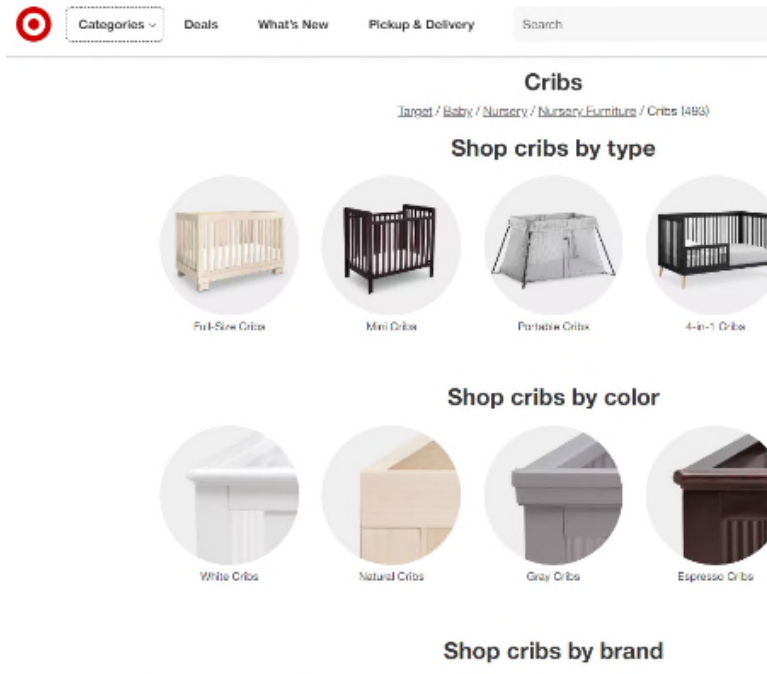 Categories Deals What's New Pickup & Delivery Search
Cribs
Target / Baby / Nursery / Nursery Furniture / Cribs (493)
Shop cribs by type
Full-Size Cribs Mini Cribs Portable Cribs 4-in-1 Cribs
Shop cribs by color
White Cribs Natural Cribs Gray Cribs Espresso Cribs
Shop cribs by brand